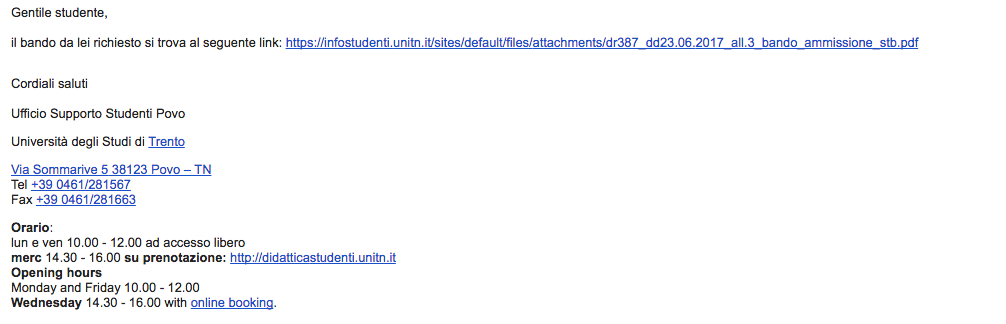 Gentile studente,
il bando da lei richiesto si trova al seguente link: https://infostudenti.unitn.it/sites/default/files/attachments/dr387_dd23.06.2017_all.3_bando_ammissione_stb.pdf
Cordiali saluti
Ufficio Supporto Studenti Povo
Università degli Studi di Trento
Via Sommarive 5 38123 Povo – TN
Tel +39 0461/281567
Fax +39 0461/281663
Orario:
lun e ven 10.00 - 12.00 ad accesso libero
merc 14.30 - 16.00 su prenotazione: http://didatticastudenti.unitn.it
Opening hours
Monday and Friday 10.00 - 12.00
Wednesday 14.30 - 16.00 with online booking.